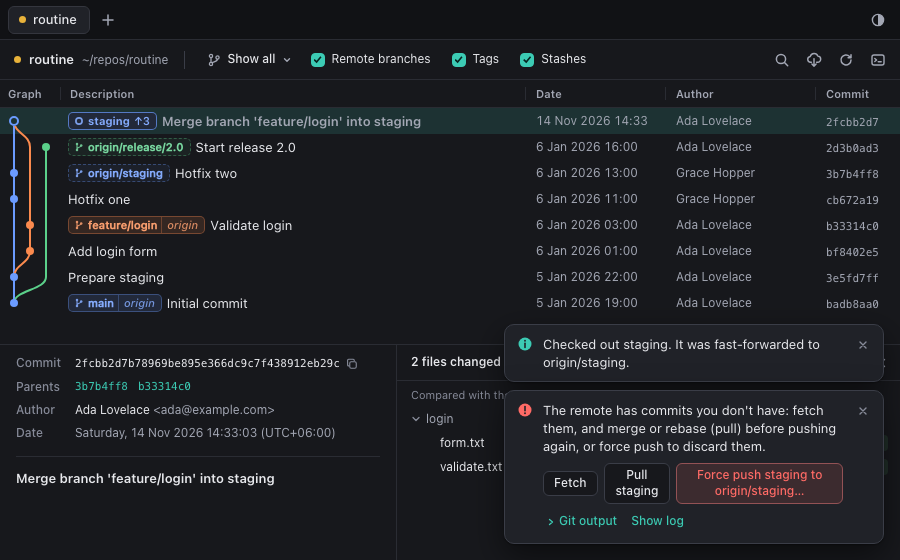 routine
routine ~/repos/routine Show all Remote branches Tags Stashes
Graph Description Date Author Commit
staging ↑3 Merge branch 'feature/login' into staging 14 Nov 2026 14:33 Ada Lovelace 2fcbb2d7
origin/release/2.0 Start release 2.0 6 Jan 2026 16:00 Ada Lovelace 2d3b0ad3
origin/staging Hotfix two 6 Jan 2026 13:00 Grace Hopper 3b7b4ff8
Hotfix one 6 Jan 2026 11:00 Grace Hopper cb672a19
feature/login origin Validate login 6 Jan 2026 03:00 Ada Lovelace b33314c0
Add login form 6 Jan 2026 01:00 Ada Lovelace bf8402e5
Prepare staging 5 Jan 2026 22:00 Ada Lovelace 3e5fd7ff
main origin Initial commit 5 Jan 2026 19:00 Ada Lovelace badb8aa0
Commit 2fcbb2d7b78969be895e366dc9c7f438912eb29c
Parents 3b7b4ff8 b33314c0
Author Ada Lovelace <ada@example.com>
Date Saturday, 14 Nov 2026 14:33:03 (UTC+06:00)
Merge branch 'feature/login' into staging
2 files changed
Compared with the
login
form.txt
validate.txt
Checked out staging. It was fast-forwarded to
origin/staging.
The remote has commits you don't have: fetch
them, and merge or rebase (pull) before pushing
again, or force push to discard them.
Fetch
Pull
staging
Force push staging to
origin/staging...
Git output Show log